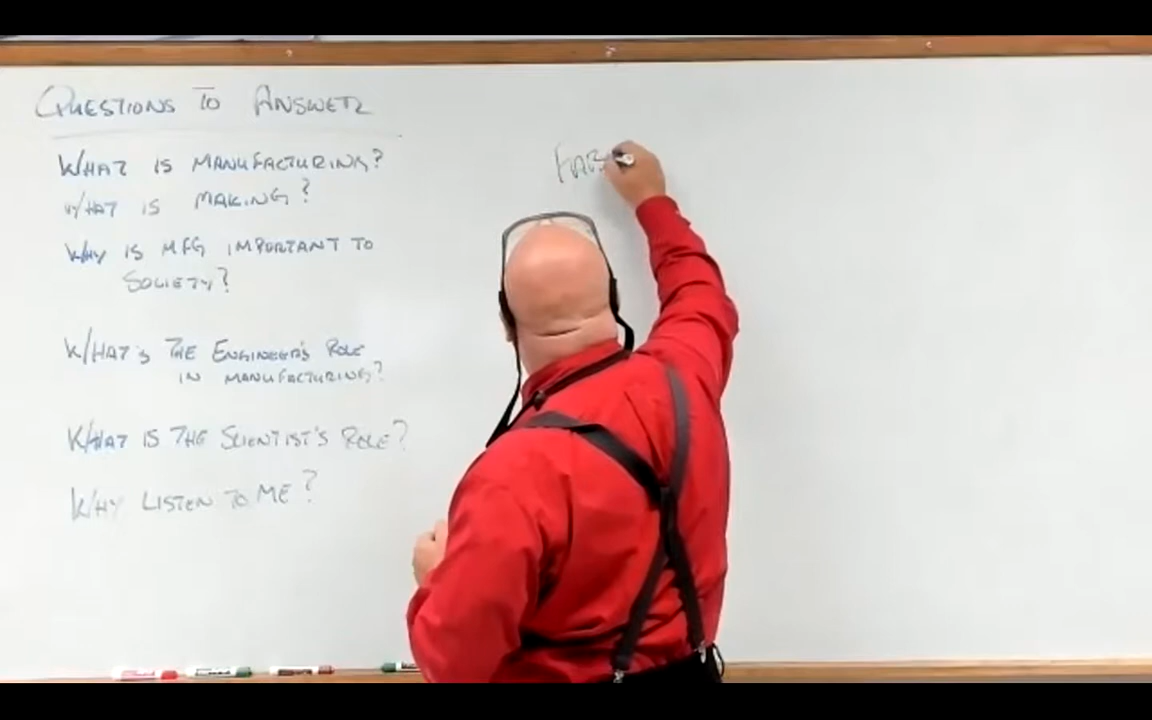 QUESTIONS TO ANSWER
WHAT IS MANUFACTURING?
WHAT IS MAKING?
WHY IS MFG IMPORTANT TO
SOCIETY?
WHAT'S THE ENGINEER'S ROLE
IN MANUFACTURING?
WHAT IS THE SCIENTIST'S ROLE?
WHY LISTEN TO ME?
FAB